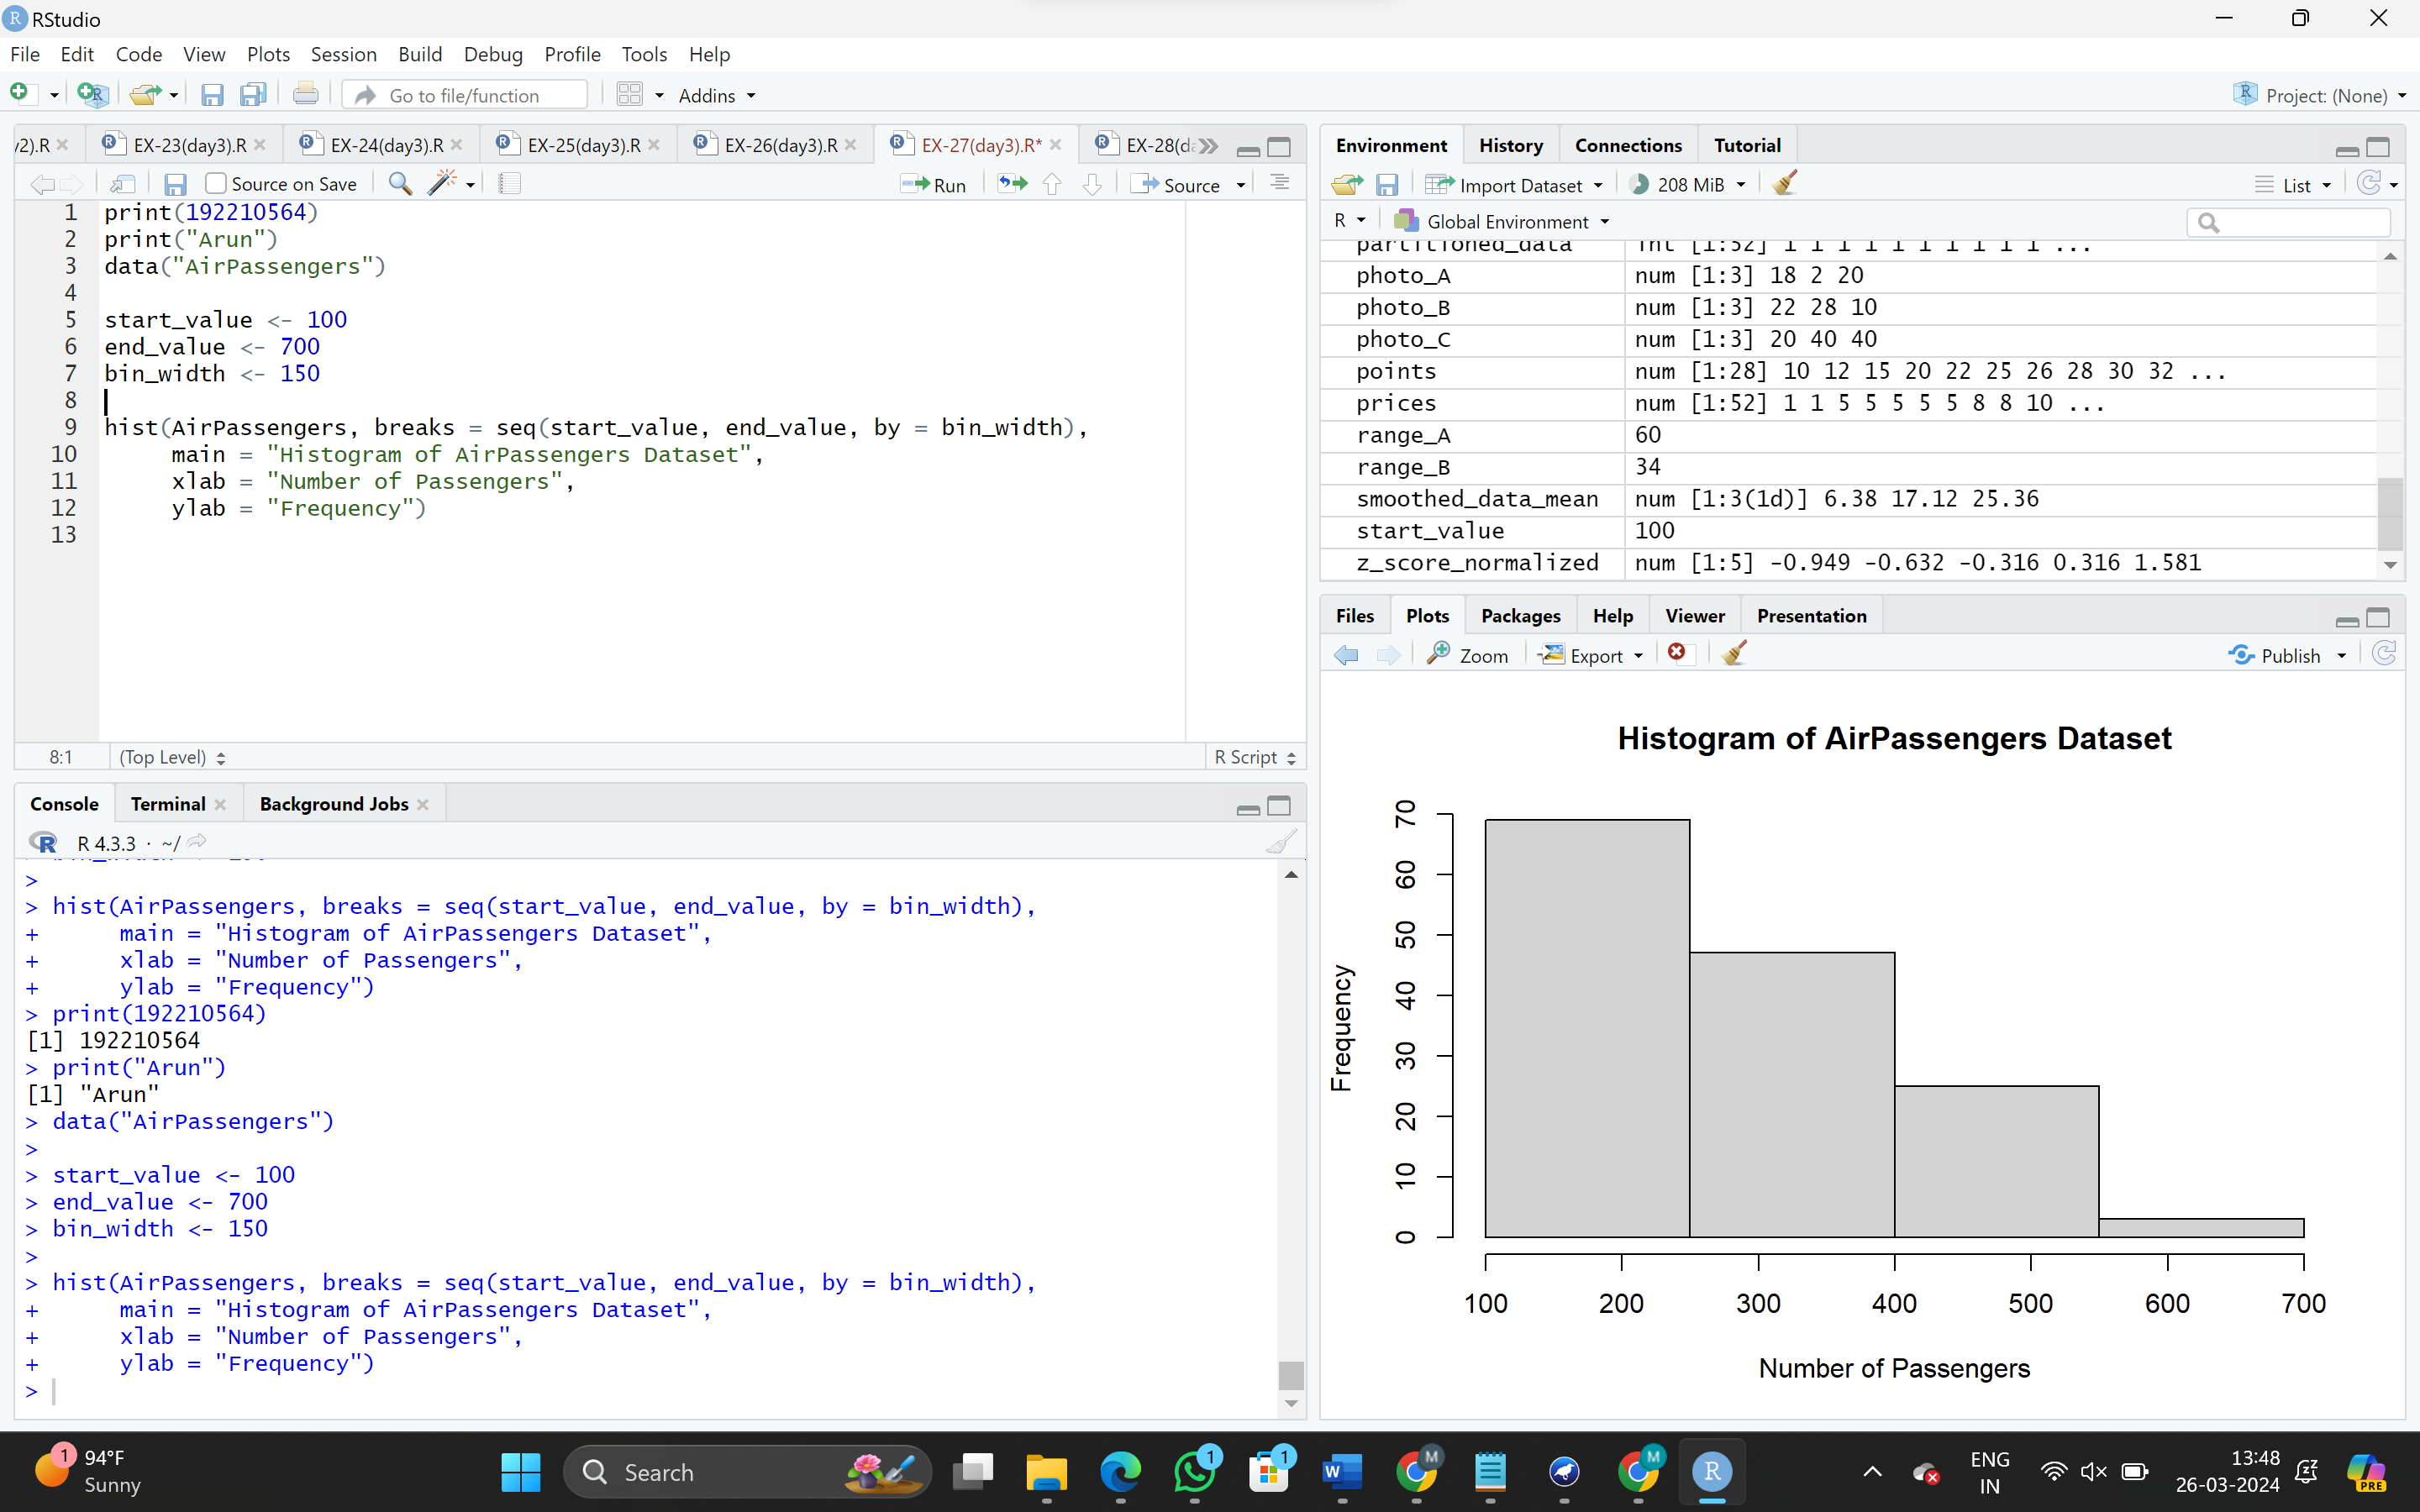 RStudio
File Edit Code View Plots Session Build Debug Profile Tools Help
Go to file/function Addins Project: (None)
2).R EX-23(day3).R EX-24(day3).R EX-25(day3).R EX-26(day3).R EX-27(day3).R* EX-28(d
Source on Save Run Source
1 print(192210564)
2 print("Arun")
3 data("AirPassengers")
4
5 start_value <- 100
6 end_value <- 700
7 bin_width <- 150
8
9 hist(AirPassengers, breaks = seq(start_value, end_value, by = bin_width),
10 main = "Histogram of AirPassengers Dataset",
11 xlab = "Number of Passengers",
12 ylab = "Frequency")
13
8:1 (Top Level) R Script
Console Terminal Background Jobs
R 4.3.3 · ~/
>
> hist(AirPassengers, breaks = seq(start_value, end_value, by = bin_width),
+ main = "Histogram of AirPassengers Dataset",
+ xlab = "Number of Passengers",
+ ylab = "Frequency")
> print(192210564)
[1] 192210564
> print("Arun")
[1] "Arun"
> data("AirPassengers")
>
> start_value <- 100
> end_value <- 700
> bin_width <- 150
>
> hist(AirPassengers, breaks = seq(start_value, end_value, by = bin_width),
+ main = "Histogram of AirPassengers Dataset",
+ xlab = "Number of Passengers",
+ ylab = "Frequency")
>
Environment History Connections Tutorial
Import Dataset 208 MiB List
R Global Environment
partitioned_data int [1:52] 1 1 1 1 1 1 1 1 1 1 ...
photo_A num [1:3] 18 2 20
photo_B num [1:3] 22 28 10
photo_C num [1:3] 20 40 40
points num [1:28] 10 12 15 20 22 25 26 28 30 32 ...
prices num [1:52] 1 1 5 5 5 5 5 8 8 10 ...
range_A 60
range_B 34
smoothed_data_mean num [1:3(1d)] 6.38 17.12 25.36
start_value 100
z_score_normalized num [1:5] -0.949 -0.632 -0.316 0.316 1.581
Files Plots Packages Help Viewer Presentation
Zoom Export Publish
Histogram of AirPassengers Dataset
Frequency
70
60
50
40
30
20
10
0
100 200 300 400 500 600 700
Number of Passengers
1 94°F
Sunny
Search
1 1 W M M R
ENG
IN
13:48
26-03-2024
PRE